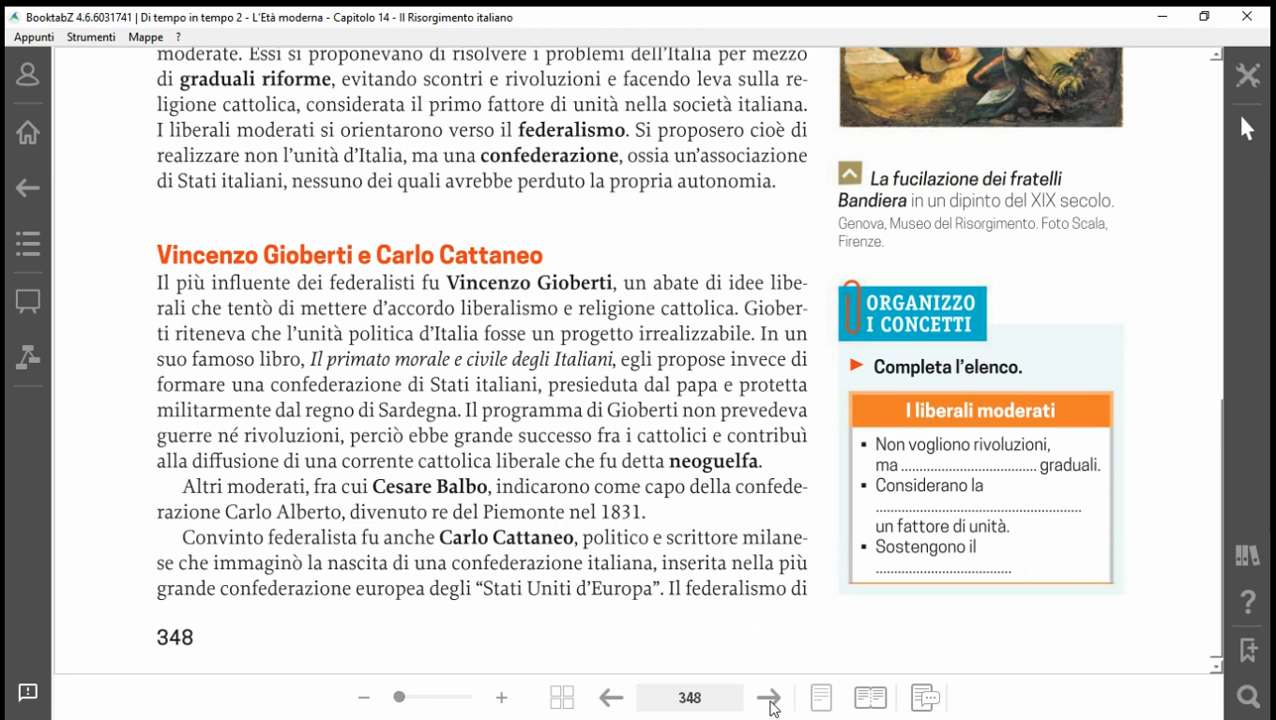 BooktabZ 4.6.6031741 | Di tempo in tempo 2 - L'Età moderna - Capitolo 14 - Il Risorgimento italiano
Appunti Strumenti Mappe ?
moderate. Essi si proponevano di risolvere i problemi dell'Italia per mezzo
di graduali riforme, evitando scontri e rivoluzioni e facendo leva sulla re-
ligione cattolica, considerata il primo fattore di unità nella società italiana.
I liberali moderati si orientarono verso il federalismo. Si proposero cioè di
realizzare non l'unità d'Italia, ma una confederazione, ossia un'associazione
di Stati italiani, nessuno dei quali avrebbe perduto la propria autonomia.
Vincenzo Gioberti e Carlo Cattaneo
Il più influente dei federalisti fu Vincenzo Gioberti, un abate di idee libe-
rali che tentò di mettere d'accordo liberalismo e religione cattolica. Giober-
ti riteneva che l'unità politica d'Italia fosse un progetto irrealizzabile. In un
suo famoso libro, Il primato morale e civile degli Italiani, egli propose invece di
formare una confederazione di Stati italiani, presieduta dal papa e protetta
militarmente dal regno di Sardegna. Il programma di Gioberti non prevedeva
guerre né rivoluzioni, perciò ebbe grande successo fra i cattolici e contribuì
alla diffusione di una corrente cattolica liberale che fu detta neoguelfa.
Altri moderati, fra cui Cesare Balbo, indicarono come capo della confede-
razione Carlo Alberto, divenuto re del Piemonte nel 1831.
Convinto federalista fu anche Carlo Cattaneo, politico e scrittore milane-
se che immaginò la nascita di una confederazione italiana, inserita nella più
grande confederazione europea degli “Stati Uniti d'Europa”. Il federalismo di
348
La fucilazione dei fratelli
Bandiera in un dipinto del XIX secolo.
Genova, Museo del Risorgimento. Foto Scala,
Firenze.
ORGANIZZO
I CONCETTI
Completa l'elenco.
I liberali moderati
▪ Non vogliono rivoluzioni,
ma .................................. graduali.
▪ Considerano la
....................................................
un fattore di unità.
▪ Sostengono il
..................................
348